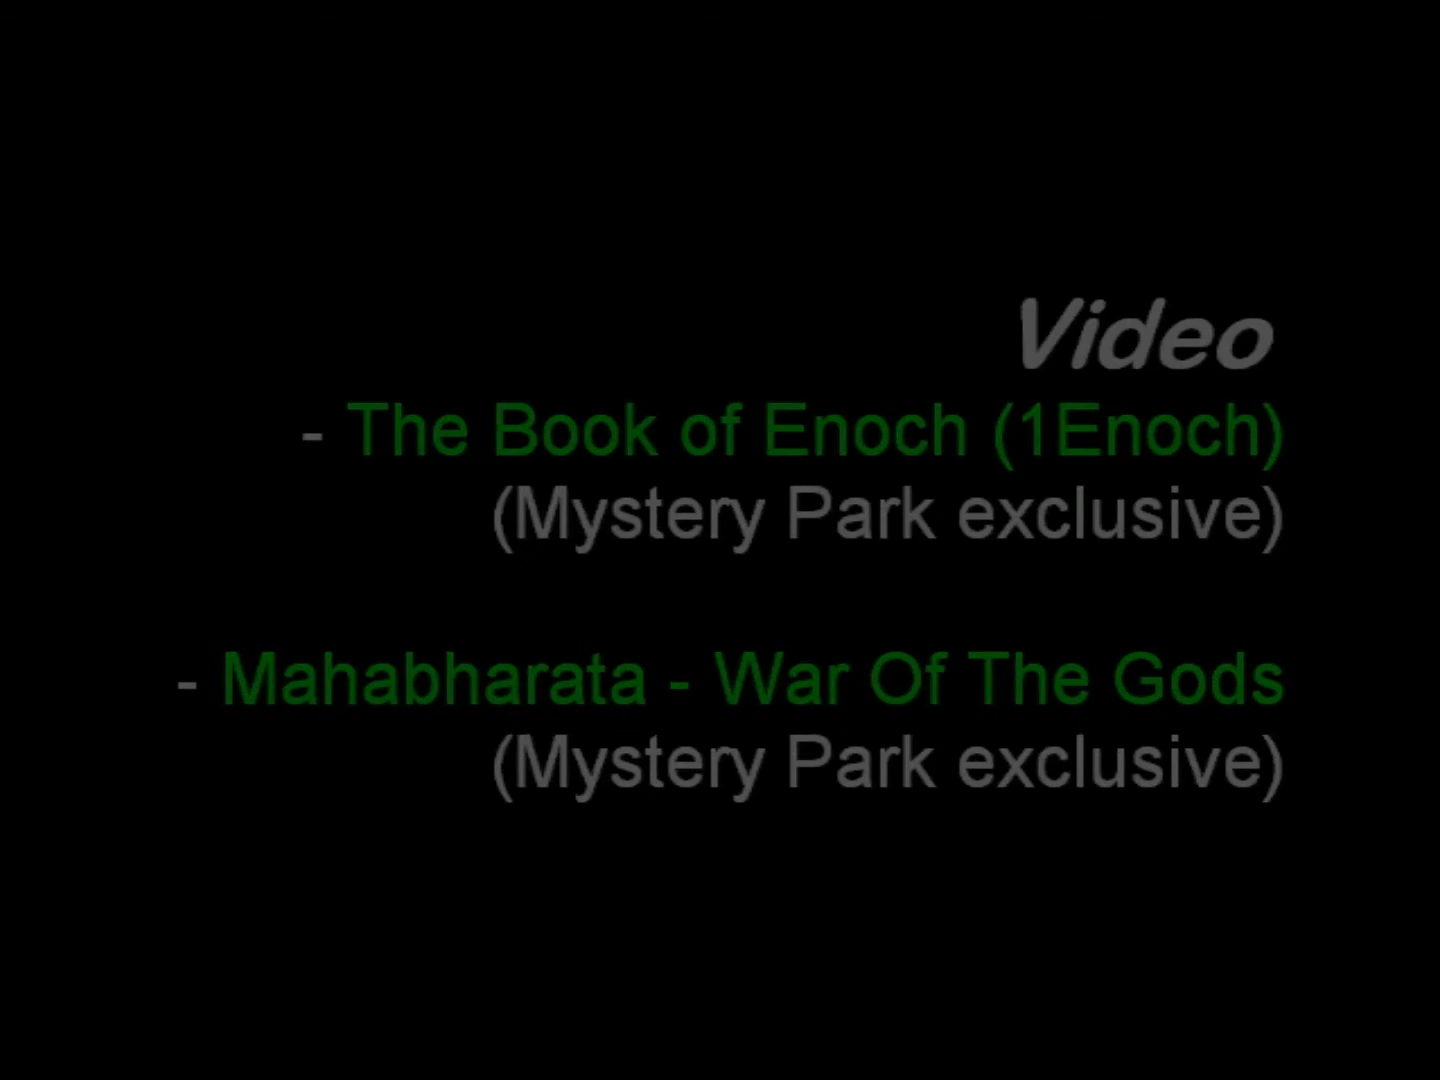 Video
- The Book of Enoch (1Enoch)
(Mystery Park exclusive)
- Mahabharata - War Of The Gods
(Mystery Park exclusive)